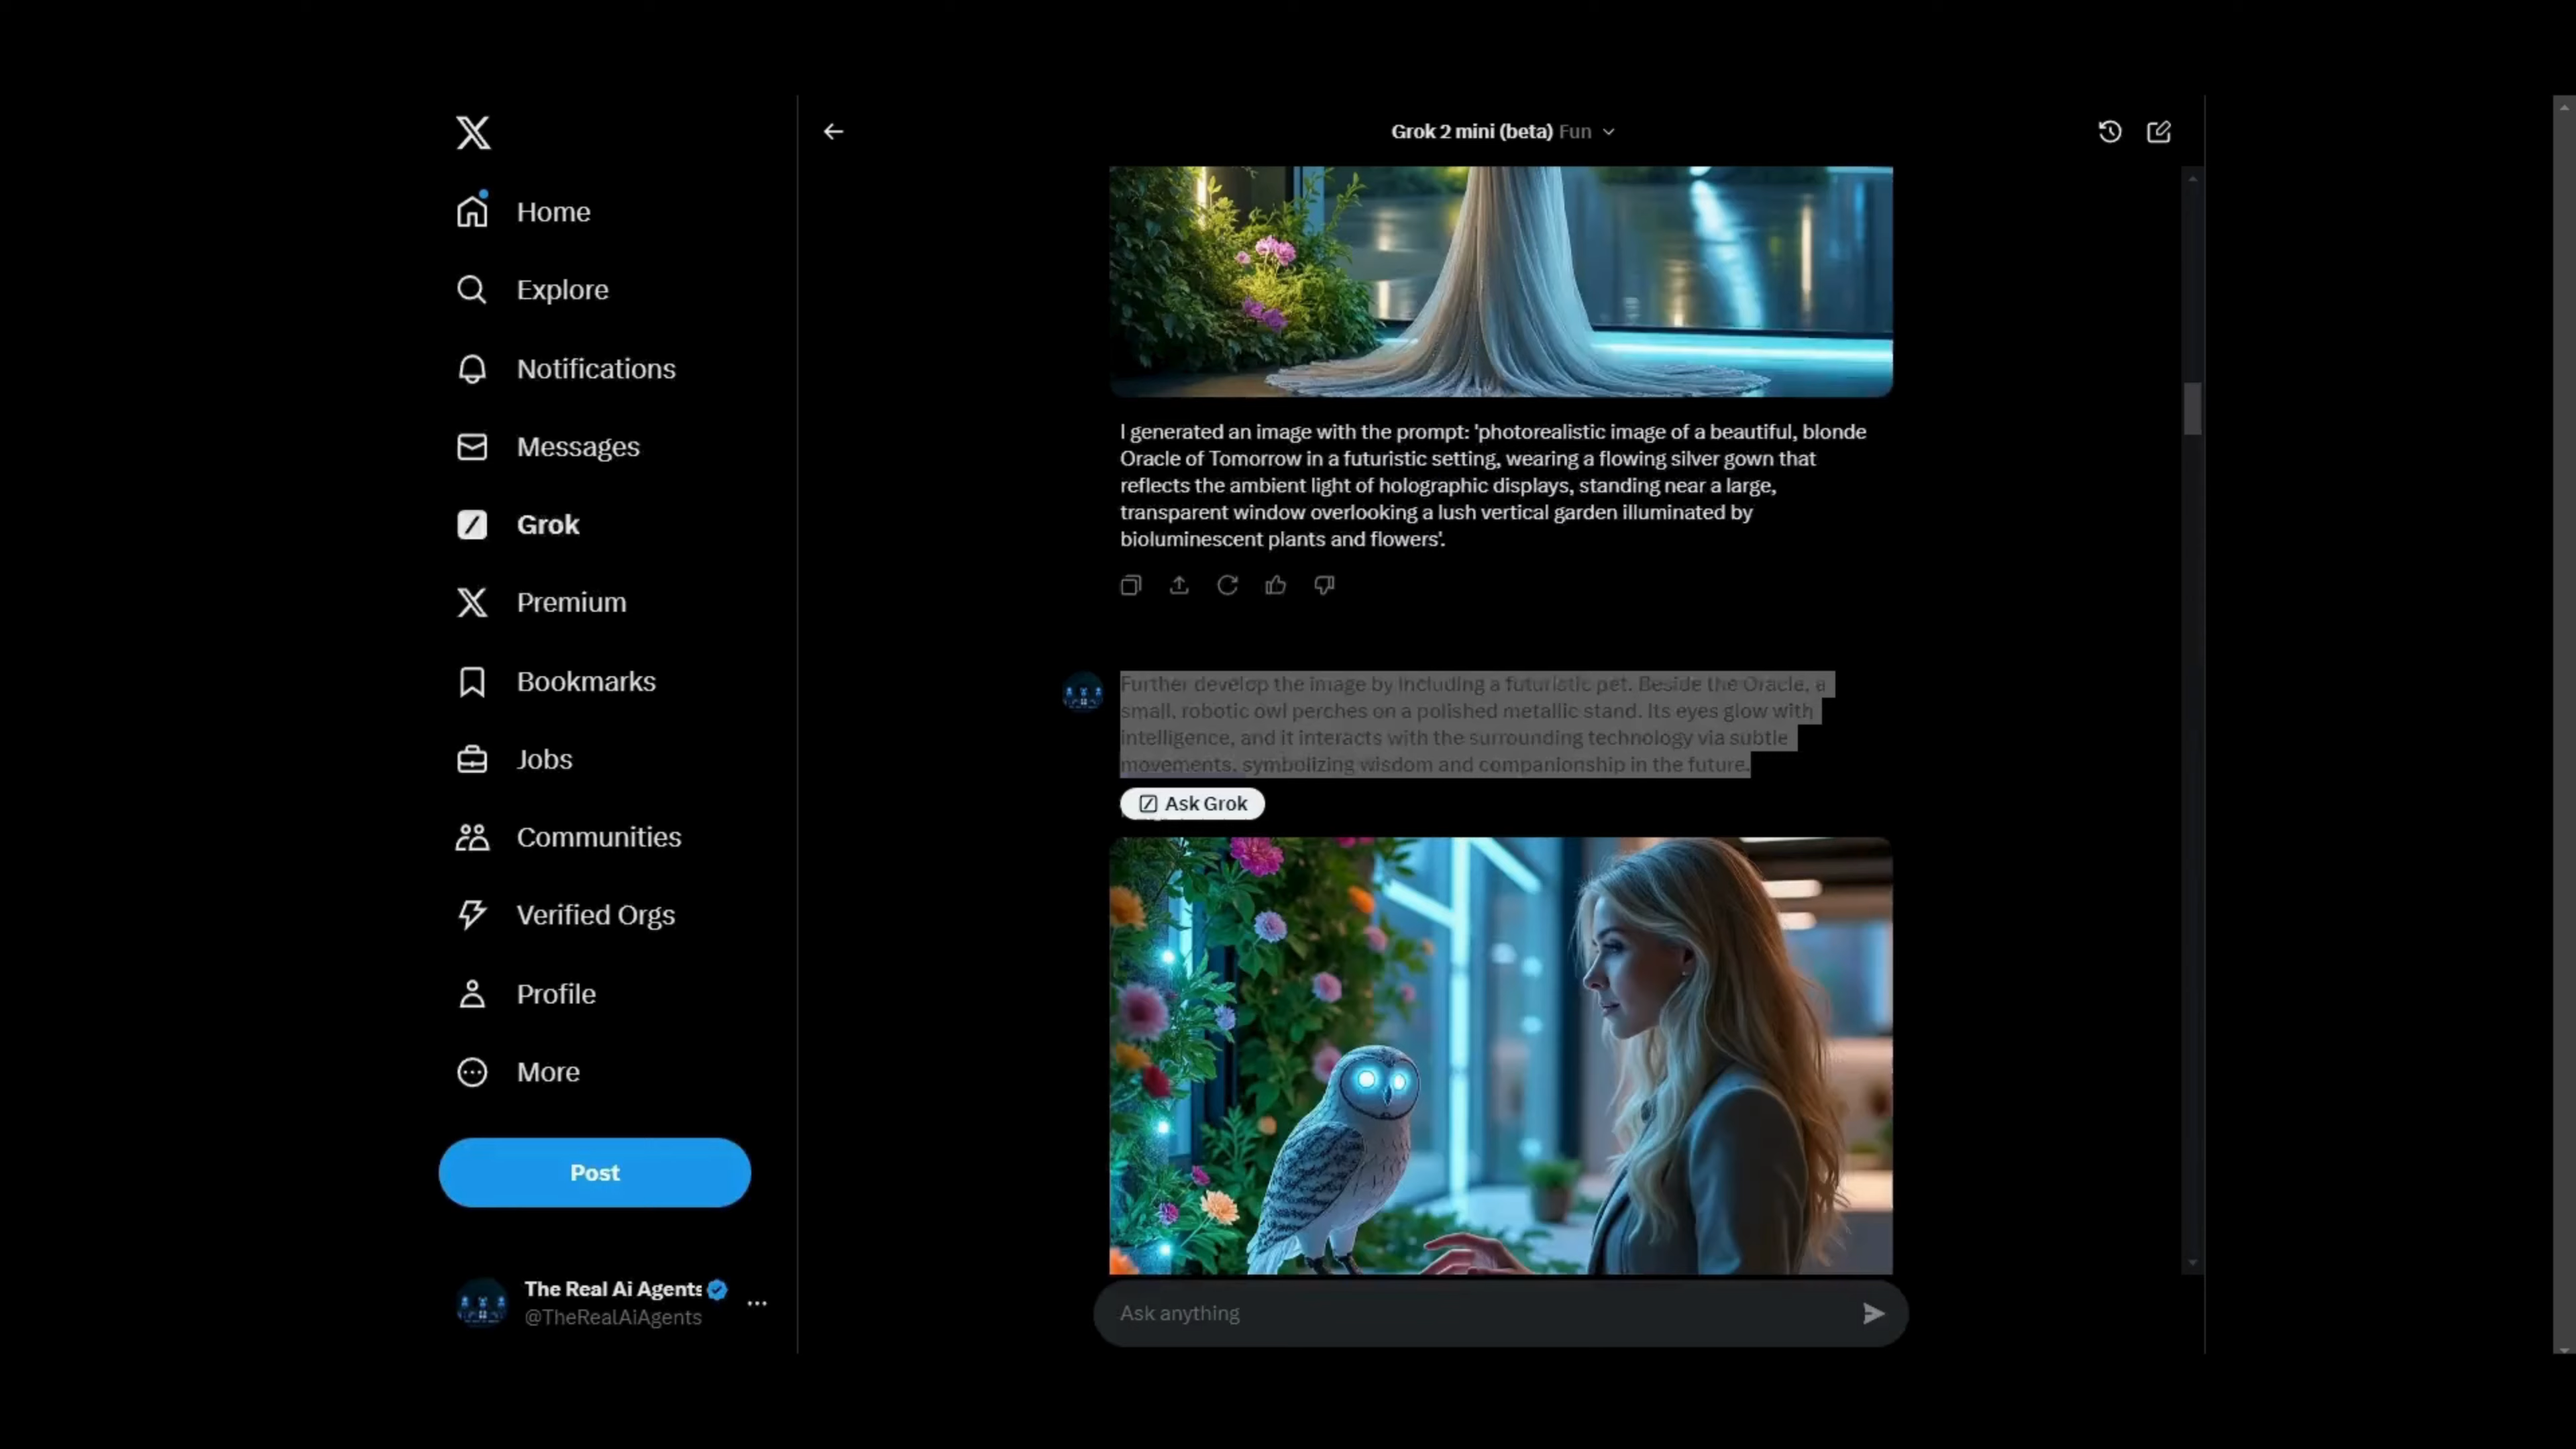 Home
Explore
Notifications
Messages
Grok
Premium
Bookmarks
Jobs
Communities
Verified Orgs
Profile
More
Post
The Real Ai Agents
@TheRealAiAgents
Grok 2 mini (beta) Fun
I generated an image with the prompt: 'photorealistic image of a beautiful, blonde
Oracle of Tomorrow in a futuristic setting, wearing a flowing silver gown that
reflects the ambient light of holographic displays, standing near a large,
transparent window overlooking a lush vertical garden illuminated by
bioluminescent plants and flowers'.
Further develop the image by including a futuristic pet. Beside the Oracle, a
small, robotic owl perches on a polished metallic stand. Its eyes glow with
intelligence, and it interacts with the surrounding technology via subtle
movements, symbolizing wisdom and companionship in the future.
Ask Grok
Ask anything